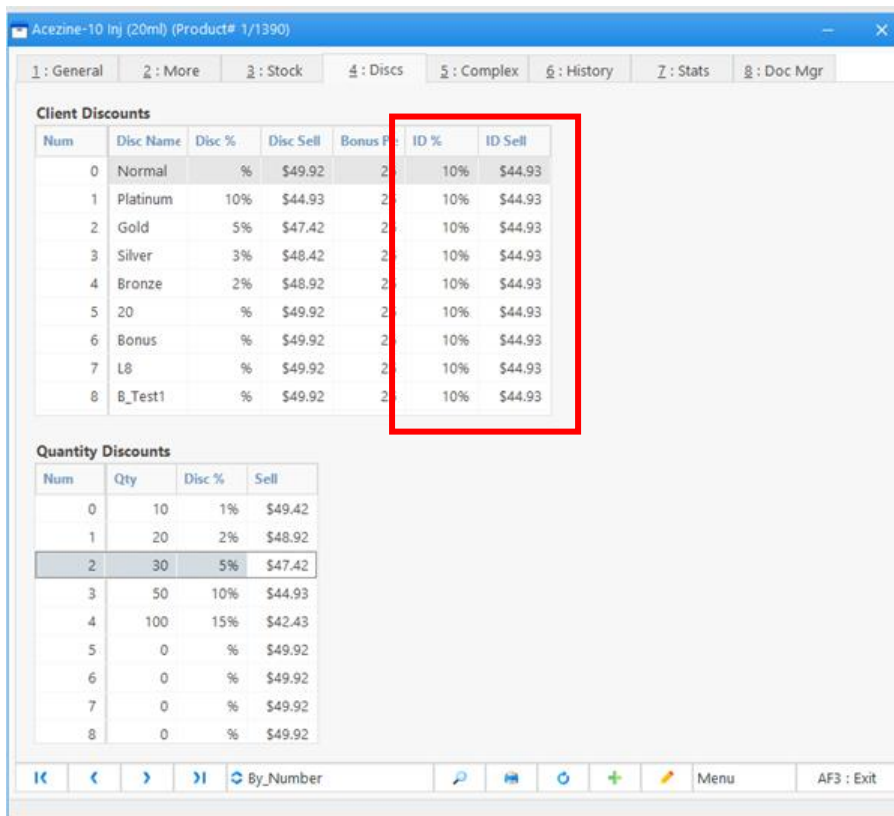 Acezine-10 Inj (20ml) (Product# 1/1390)
1 : General 2 : More 3 : Stock 4 : Discs 5 : Complex 6 : History 7 : Stats 8 : Doc Mgr
Client Discounts
Num Disc Name Disc % Disc Sell Bonus ID % ID Sell
0 Normal % $49.92 10% $44.93
1 Platinum 10% $44.93 10% $44.93
2 Gold 5% $47.42 10% $44.93
3 Silver 3% $48.42 10% $44.93
4 Bronze 2% $48.92 10% $44.93
5 20 % $49.92 10% $44.93
6 Bonus % $49.92 10% $44.93
7 L8 % $49.92 10% $44.93
8 B_Test1 % $49.92 10% $44.93
Quantity Discounts
Num Qty Disc % Sell
0 10 1% $49.42
1 20 2% $48.92
2 30 5% $47.42
3 50 10% $44.93
4 100 15% $42.43
5 0 % $49.92
6 0 % $49.92
7 0 % $49.92
8 0 % $49.92
By_Number Menu AF3 : Exit